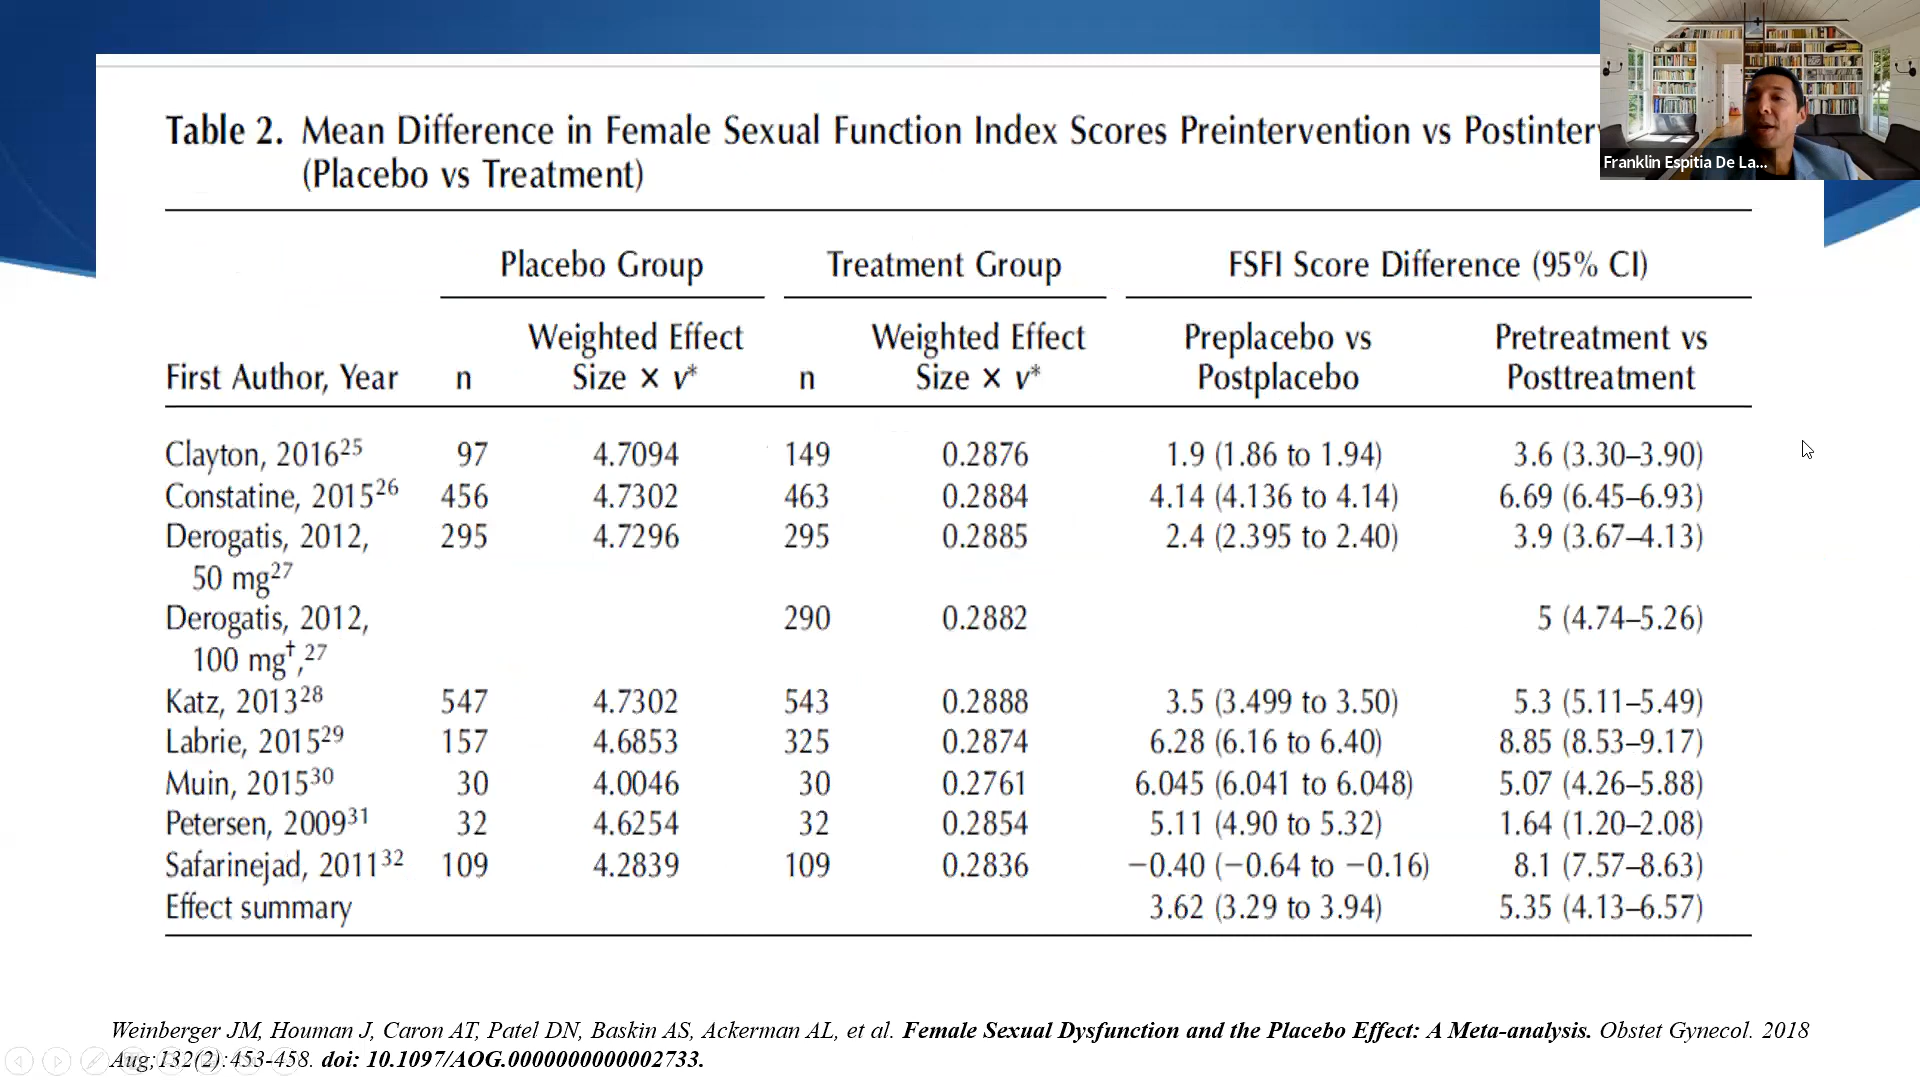 Table 2. Mean Difference in Female Sexual Function Index Scores Preintervention vs
(Placebo vs Treatment)
Franklin Espitia De La...
Placebo Group Treatment Group FSFI Score Difference (95% CI)
Weighted Effect Weighted Effect Preplacebo vs Pretreatment vs
First Author, Year n Size × v* n Size × v* Postplacebo Posttreatment
Clayton, 2016²⁵ 97 4.7094 149 0.2876 1.9 (1.86 to 1.94) 3.6 (3.30–3.90)
Constatine, 2015²⁶ 456 4.7302 463 0.2884 4.14 (4.136 to 4.14) 6.69 (6.45–6.93)
Derogatis, 2012, 295 4.7296 295 0.2885 2.4 (2.395 to 2.40) 3.9 (3.67–4.13)
50 mg²⁷
Derogatis, 2012, 290 0.2882 5 (4.74–5.26)
100 mg†,²⁷
Katz, 2013²⁸ 547 4.7302 543 0.2888 3.5 (3.499 to 3.50) 5.3 (5.11–5.49)
Labrie, 2015²⁹ 157 4.6853 325 0.2874 6.28 (6.16 to 6.40) 8.85 (8.53–9.17)
Muin, 2015³⁰ 30 4.0046 30 0.2761 6.045 (6.041 to 6.048) 5.07 (4.26–5.88)
Petersen, 2009³¹ 32 4.6254 32 0.2854 5.11 (4.90 to 5.32) 1.64 (1.20–2.08)
Safarinejad, 2011³² 109 4.2839 109 0.2836 −0.40 (−0.64 to −0.16) 8.1 (7.57–8.63)
Effect summary 3.62 (3.29 to 3.94) 5.35 (4.13–6.57)
Weinberger JM, Houman J, Caron AT, Patel DN, Baskin AS, Ackerman AL, et al. Female Sexual Dysfunction and the Placebo Effect: A Meta-analysis. Obstet Gynecol. 2018
Aug;132(2):453-458. doi: 10.1097/AOG.0000000000002733.